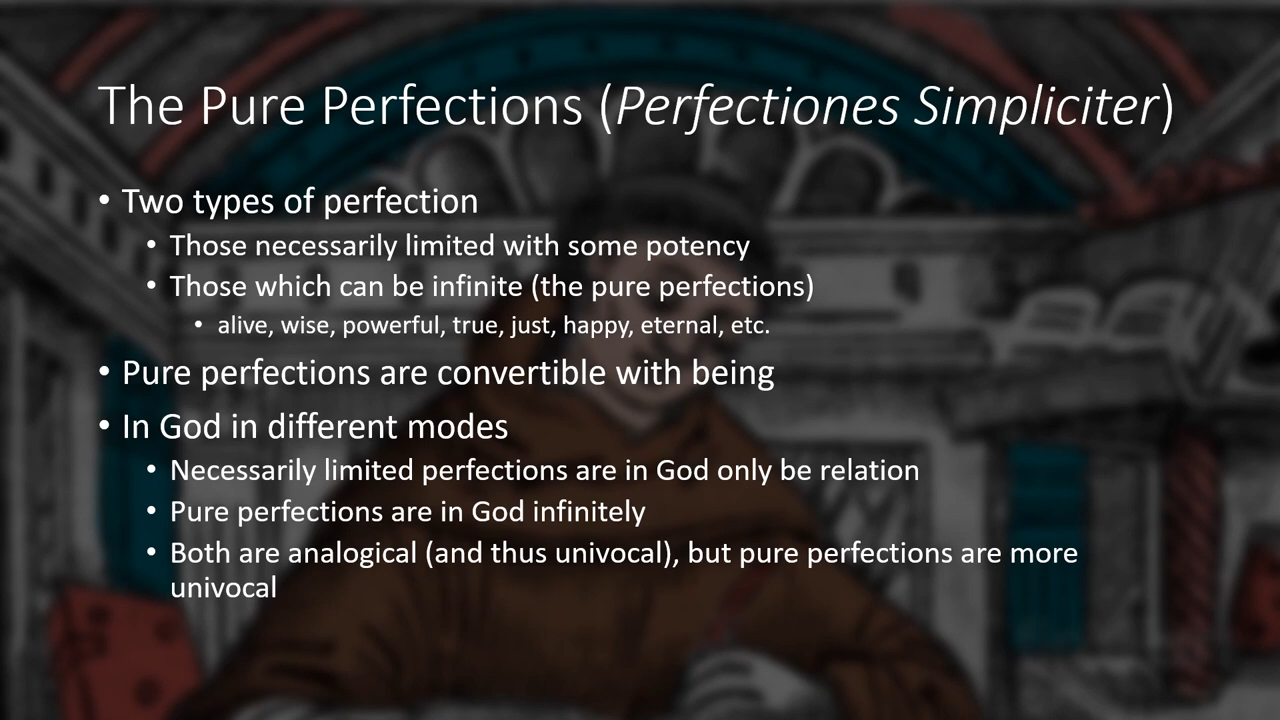 The Pure Perfections (Perfectiones Simpliciter)
• Two types of perfection
• Those necessarily limited with some potency
• Those which can be infinite (the pure perfections)
• alive, wise, powerful, true, just, happy, eternal, etc.
• Pure perfections are convertible with being
• In God in different modes
• Necessarily limited perfections are in God only be relation
• Pure perfections are in God infinitely
• Both are analogical (and thus univocal), but pure perfections are more
univocal